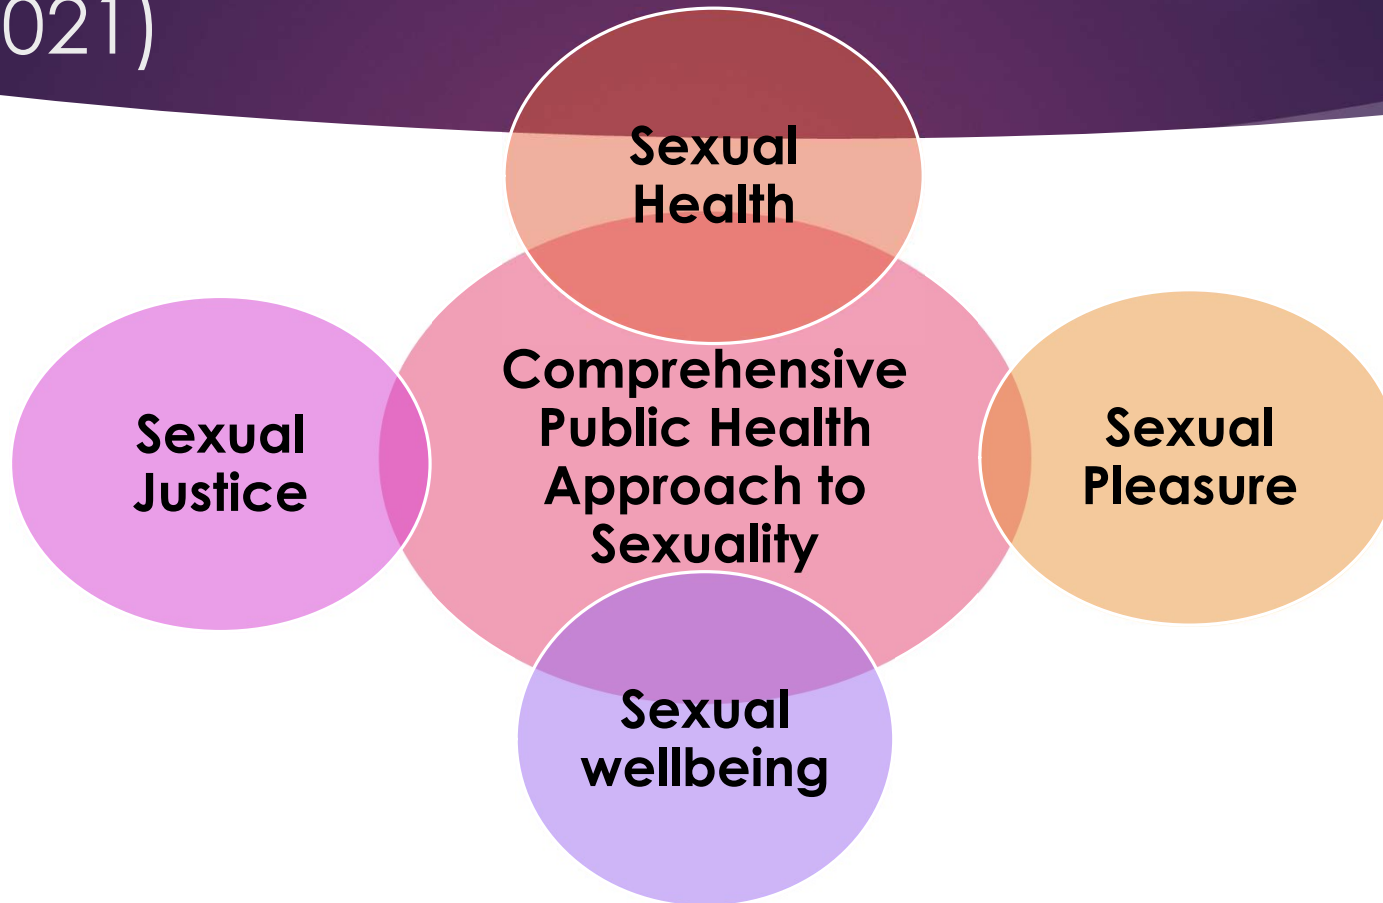 021)
Sexual
Health
Comprehensive
Public Health
Approach to
Sexuality
Sexual
Justice
Sexual
Pleasure
Sexual
wellbeing